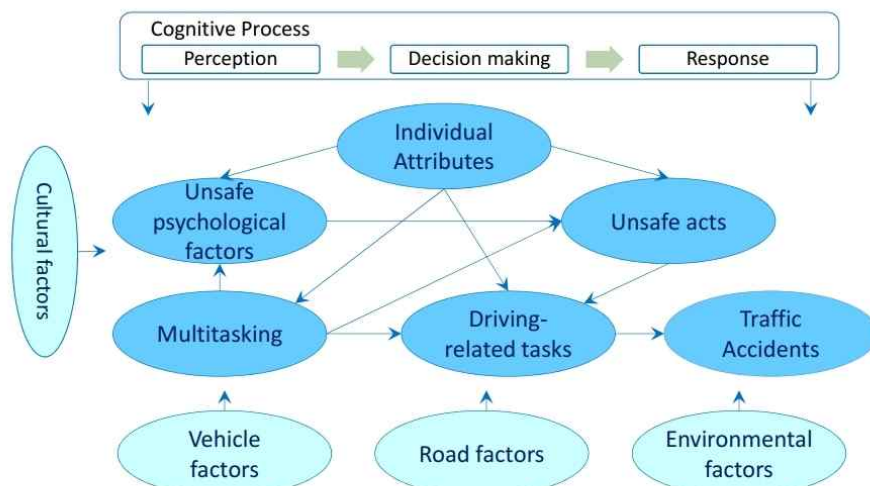 Cognitive Process
Perception
Decision making
Response
Individual
Attributes
Cultural factors
Unsafe
psychological
factors
Unsafe acts
Multitasking
Driving-
related tasks
Traffic
Accidents
Vehicle
factors
Road factors
Environmental
factors